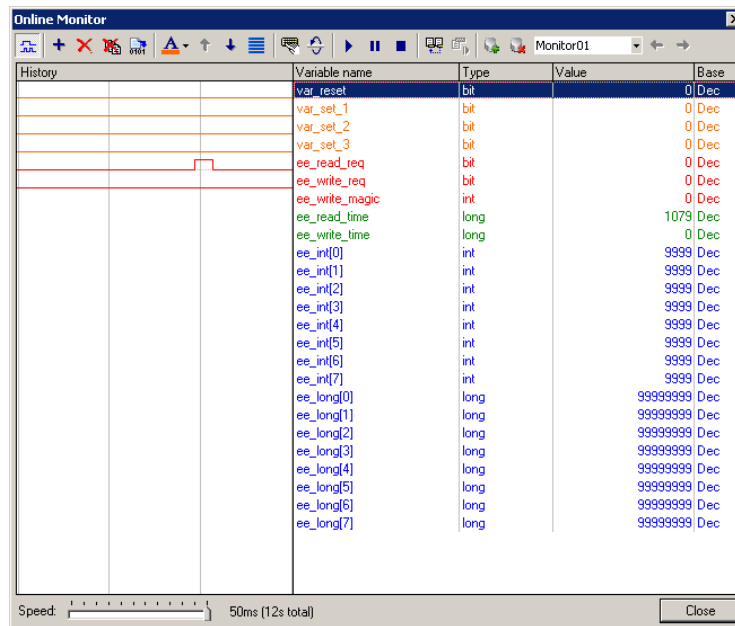 Online Monitor
Monitor01
History Variable name Type Value Base
var_reset bit 0 Dec
var_set_1 bit 0 Dec
var_set_2 bit 0 Dec
var_set_3 bit 0 Dec
ee_read_req bit 0 Dec
ee_write_req bit 0 Dec
ee_write_magic int 0 Dec
ee_read_time long 1079 Dec
ee_write_time long 0 Dec
ee_int[0] int 9999 Dec
ee_int[1] int 9999 Dec
ee_int[2] int 9999 Dec
ee_int[3] int 9999 Dec
ee_int[4] int 9999 Dec
ee_int[5] int 9999 Dec
ee_int[6] int 9999 Dec
ee_int[7] int 9999 Dec
ee_long[0] long 99999999 Dec
ee_long[1] long 99999999 Dec
ee_long[2] long 99999999 Dec
ee_long[3] long 99999999 Dec
ee_long[4] long 99999999 Dec
ee_long[5] long 99999999 Dec
ee_long[6] long 99999999 Dec
ee_long[7] long 99999999 Dec
Speed: 50ms (12s total) Close